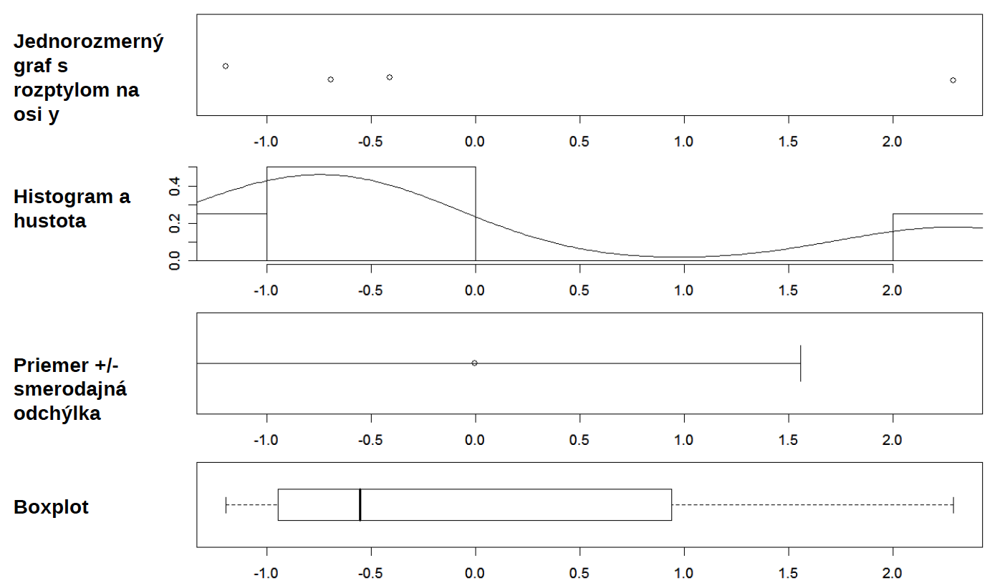 Jednorozmerný
graf s
rozptylom na
osi y
-1.0 -0.5 0.0 0.5 1.0 1.5 2.0
Histogram a
hustota
0.4
0.2
0.0
-1.0 -0.5 0.0 0.5 1.0 1.5 2.0
Priemer +/-
smerodajná
odchýlka
-1.0 -0.5 0.0 0.5 1.0 1.5 2.0
Boxplot
-1.0 -0.5 0.0 0.5 1.0 1.5 2.0